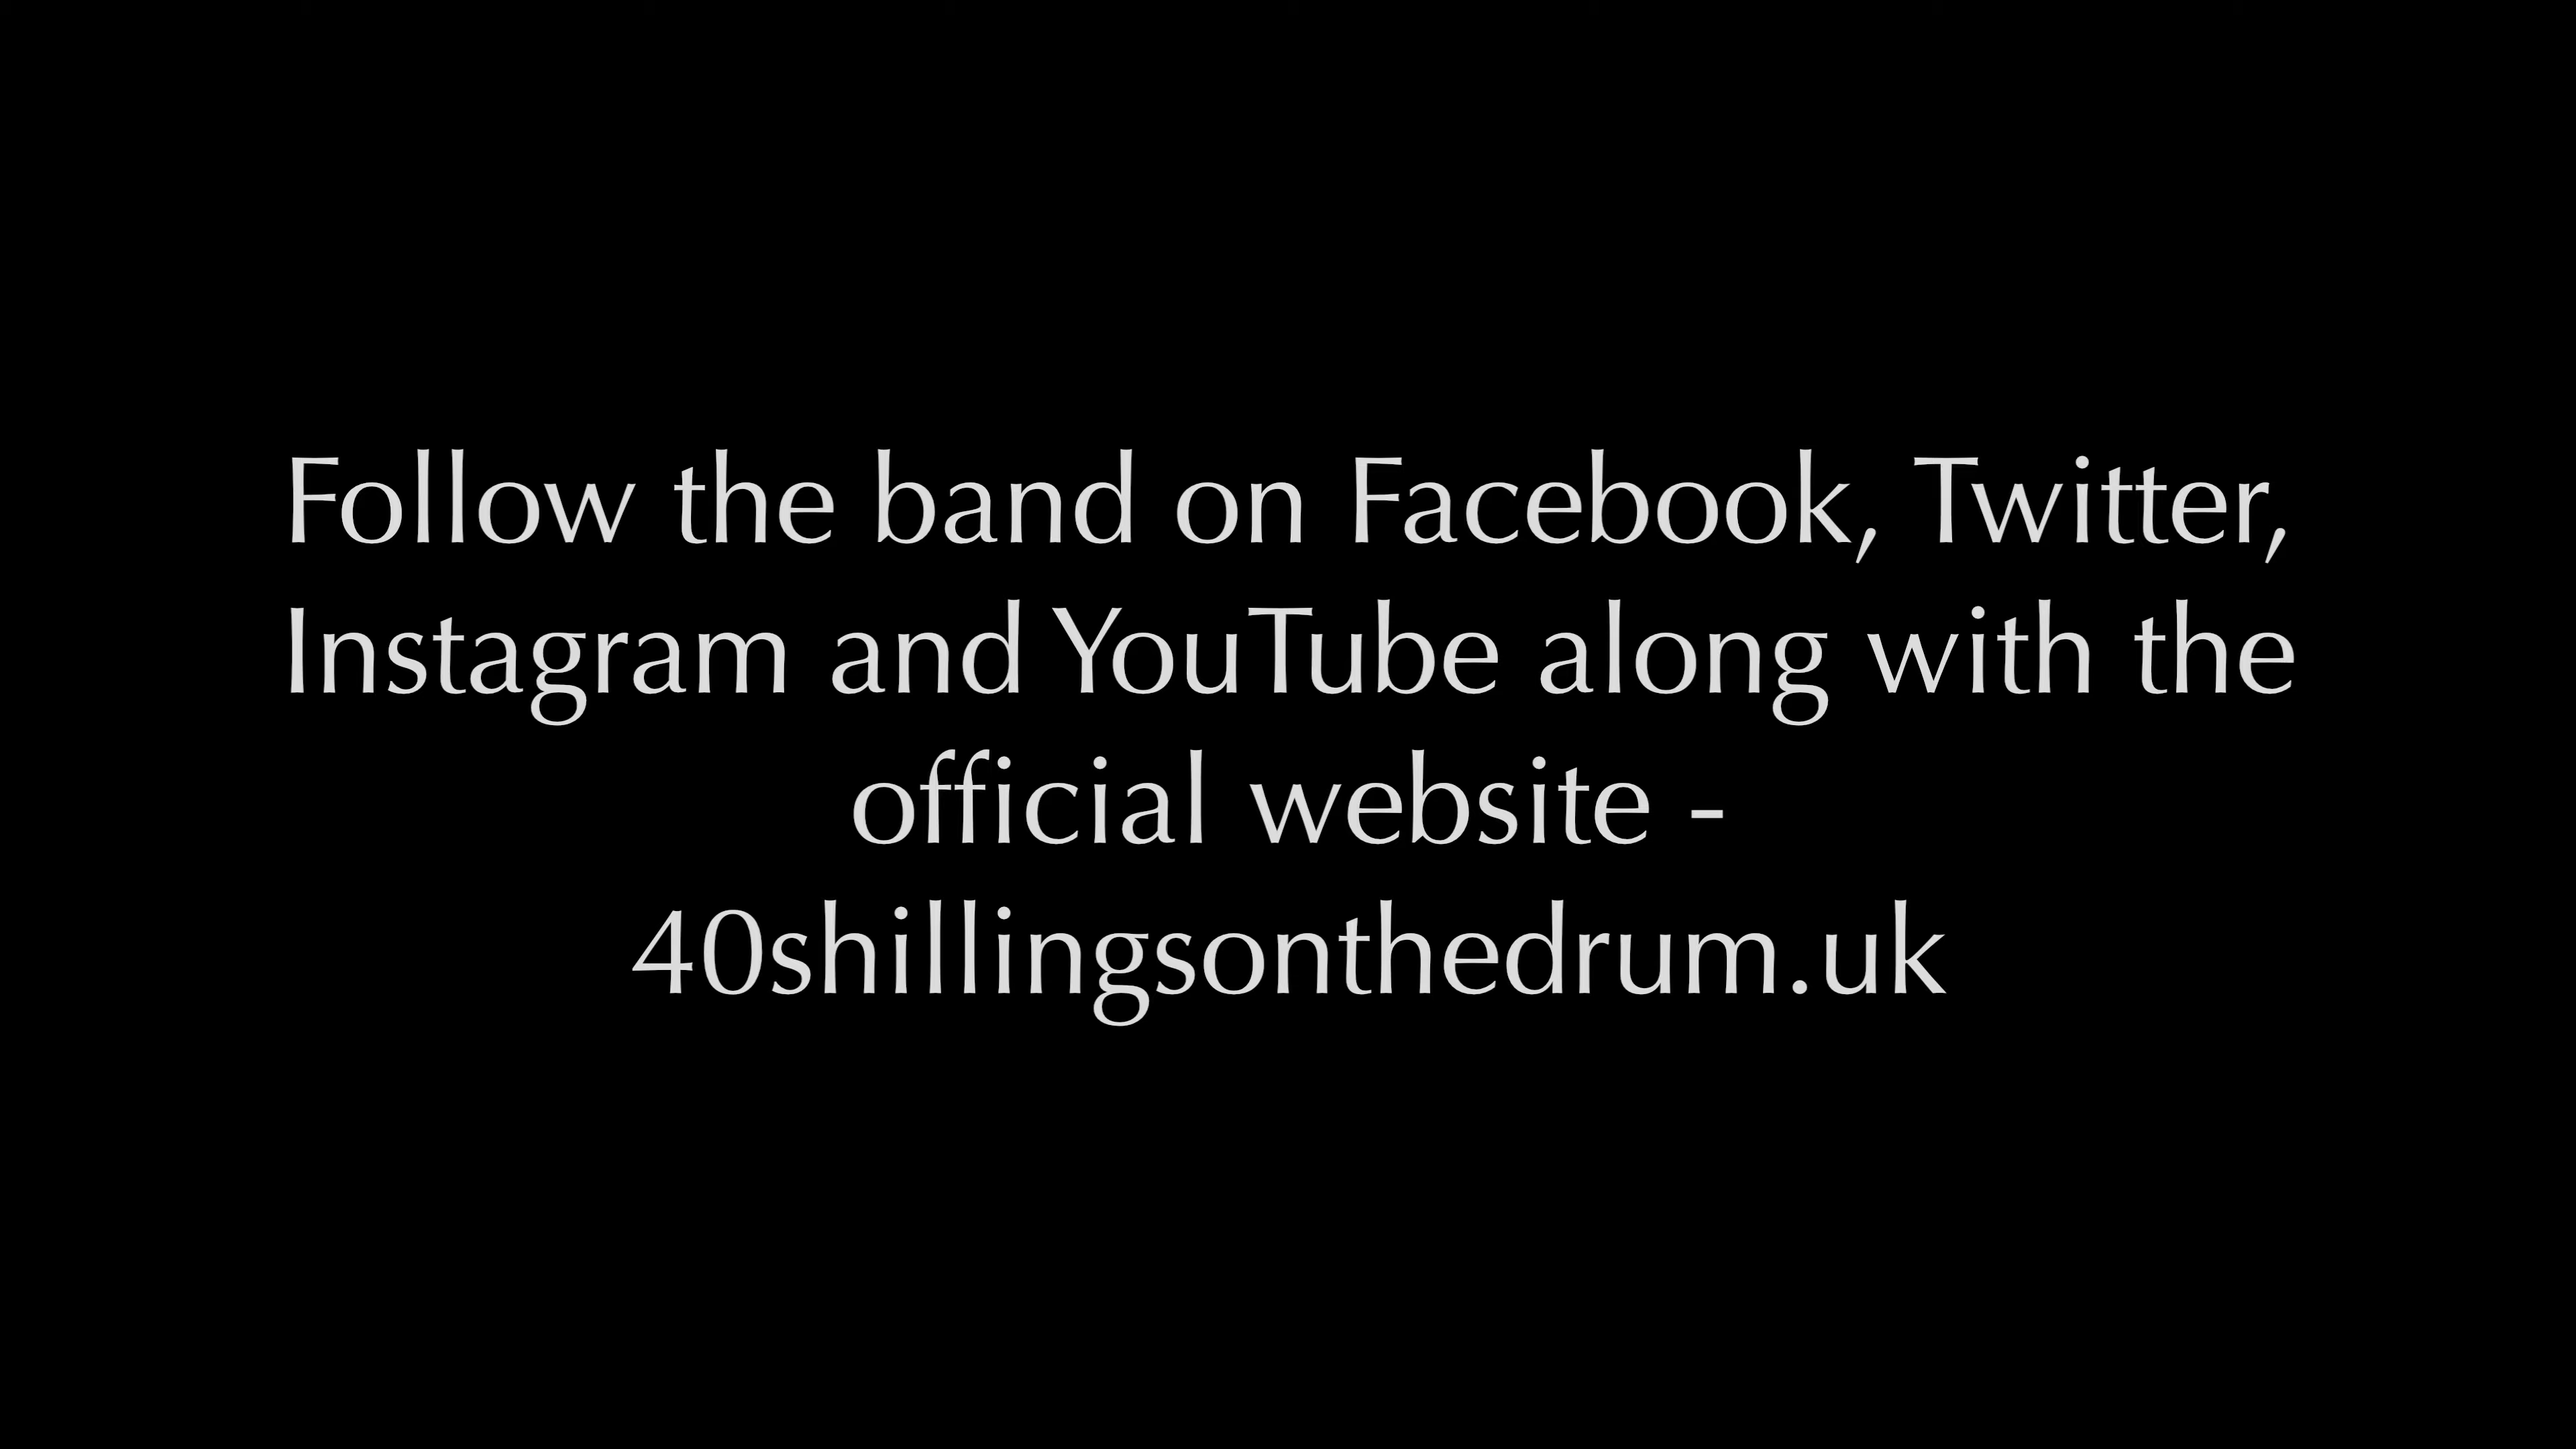 Follow the band on Facebook, Twitter,
Instagram and YouTube along with the
official website -
40shillingsonthedrum.uk